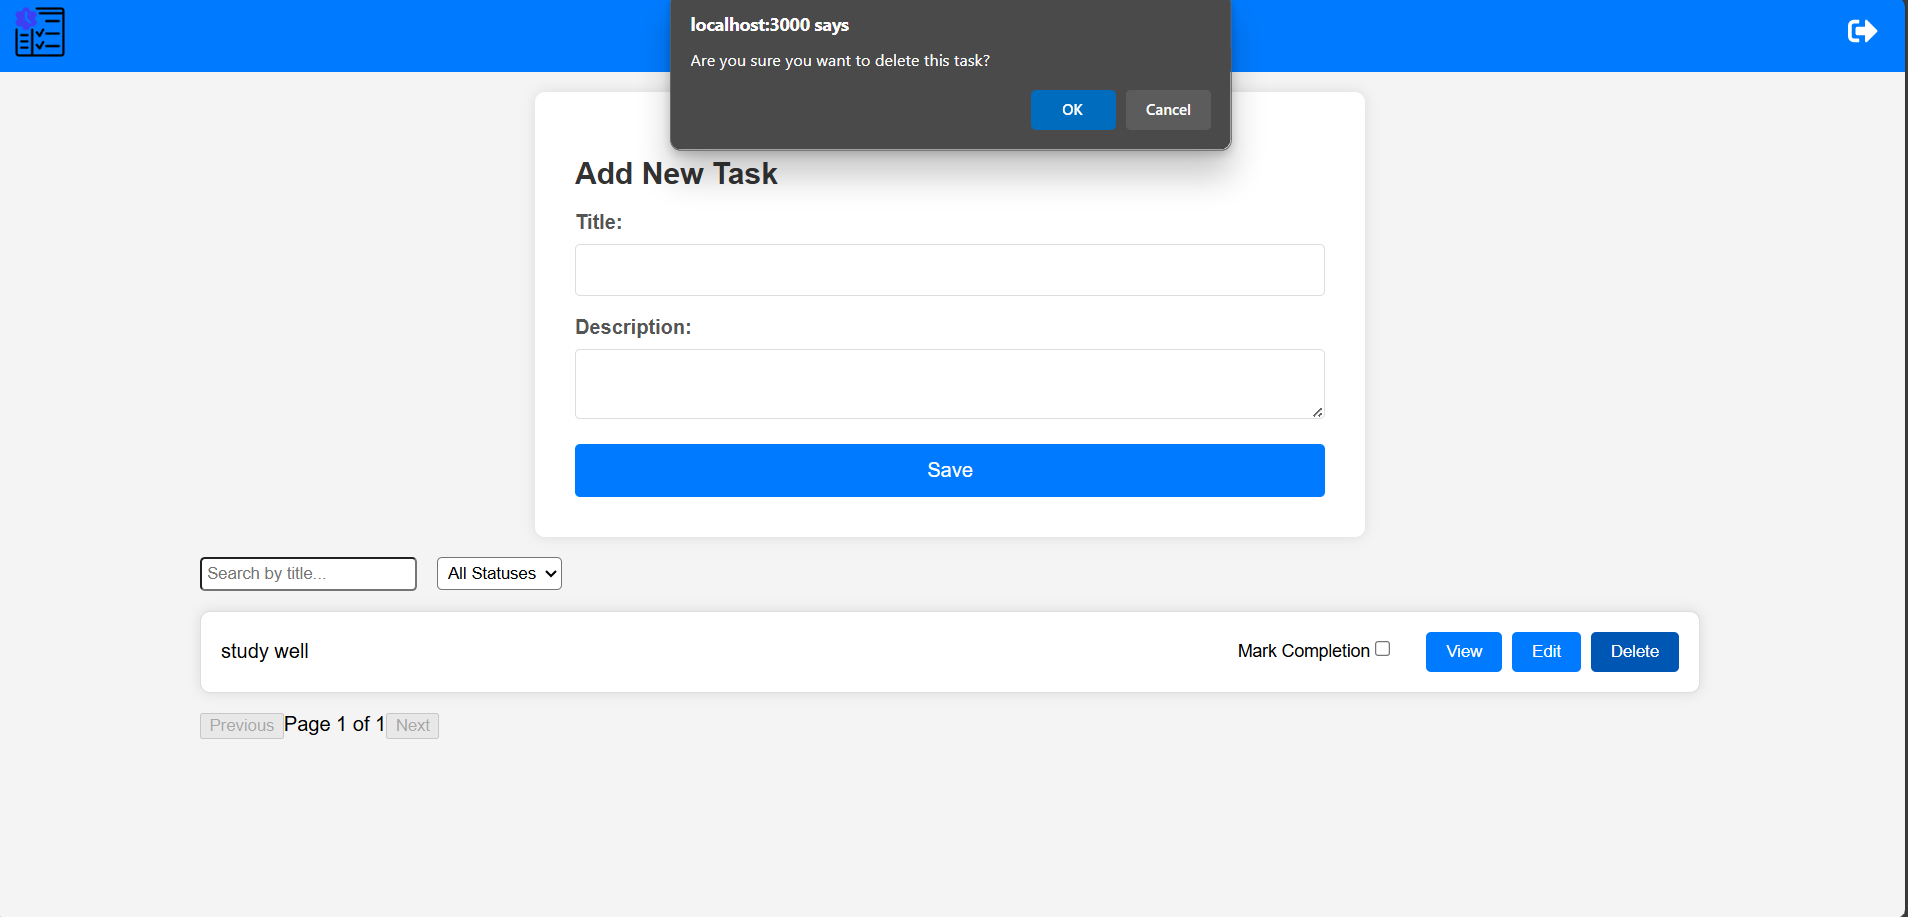 localhost:3000 says
Are you sure you want to delete this task?
OK Cancel
Add New Task
Title:
Description:
Save
Search by title... All Statuses
study well Mark Completion View Edit Delete
Previous Page 1 of 1 Next